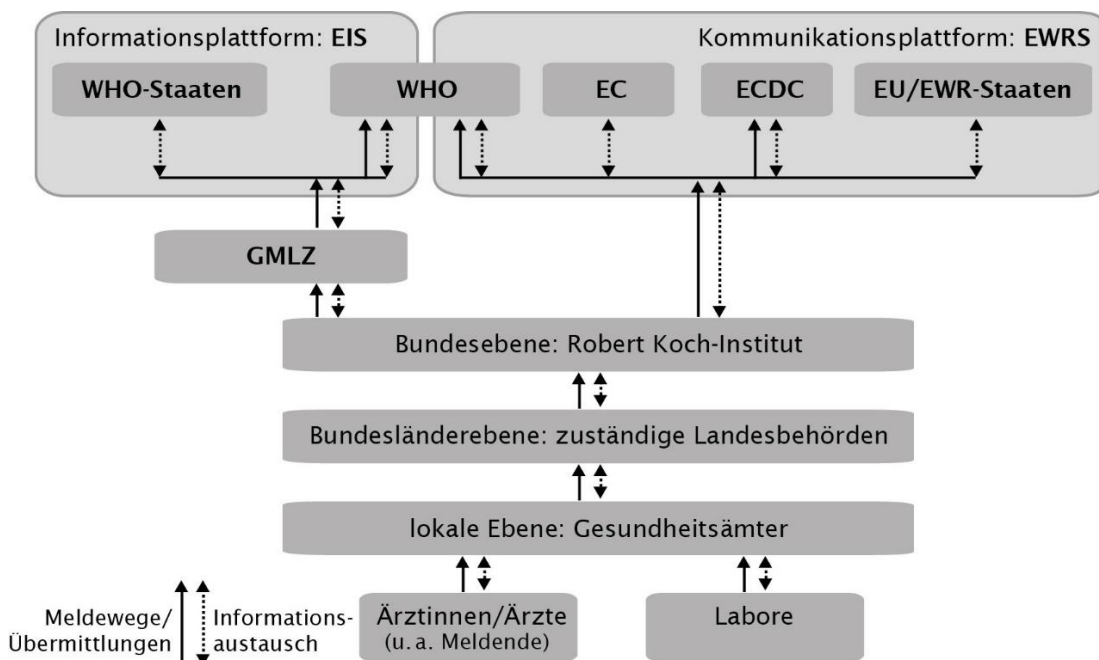 Informationsplattform: EIS
Kommunikationsplattform: EWRS
WHO-Staaten
WHO
EC
ECDC
EU/EWR-Staaten
GMLZ
Bundesebene: Robert Koch-Institut
Bundesländerebene: zuständige Landesbehörden
lokale Ebene: Gesundheitsämter
Ärztinnen/Ärzte
(u. a. Meldende)
Labore
Meldewege/
Übermittlungen
Informations-
austausch